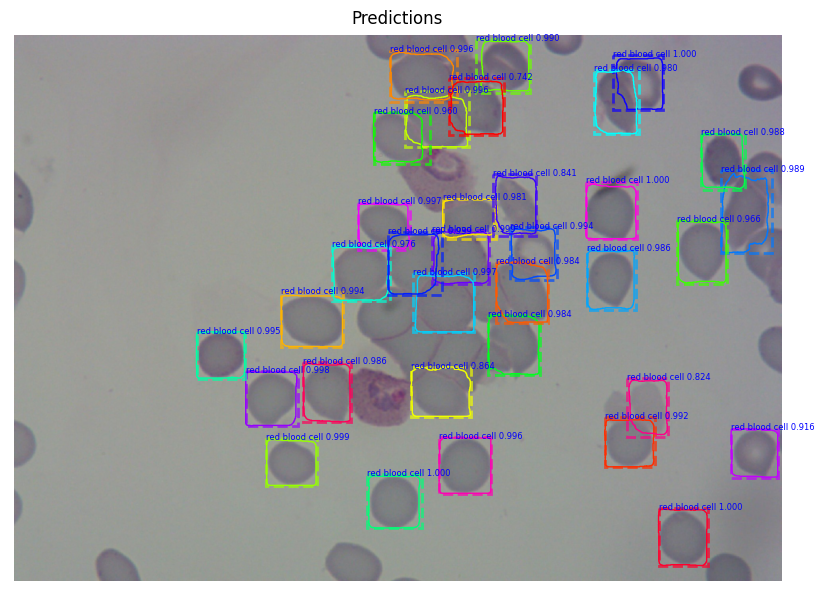 Predictions
red blood cell 0.990
red blood cell 0.996
red blood cell 1.000
red blood cell 0.980
red blood cell 0.742
red blood cell 0.996
red blood cell 0.960
red blood cell 0.988
red blood cell 0.989
red blood cell 0.841
red blood cell 1.000
red blood cell 0.981
red blood cell 0.997
red blood cell 0.966
red blood cell 0.994
red blood cell
red blood cell 0.976
red blood cell 0.986
red blood cell 0.984
red blood cell 0.997
red blood cell 0.994
red blood cell 0.984
red blood cell 0.995
red blood cell 0.986
red blood cell 0.864
red blood cell 0.998
red blood cell 0.824
red blood cell 0.992
red blood cell 0.916
red blood cell 0.999
red blood cell 0.996
red blood cell 1.000
red blood cell 1.000